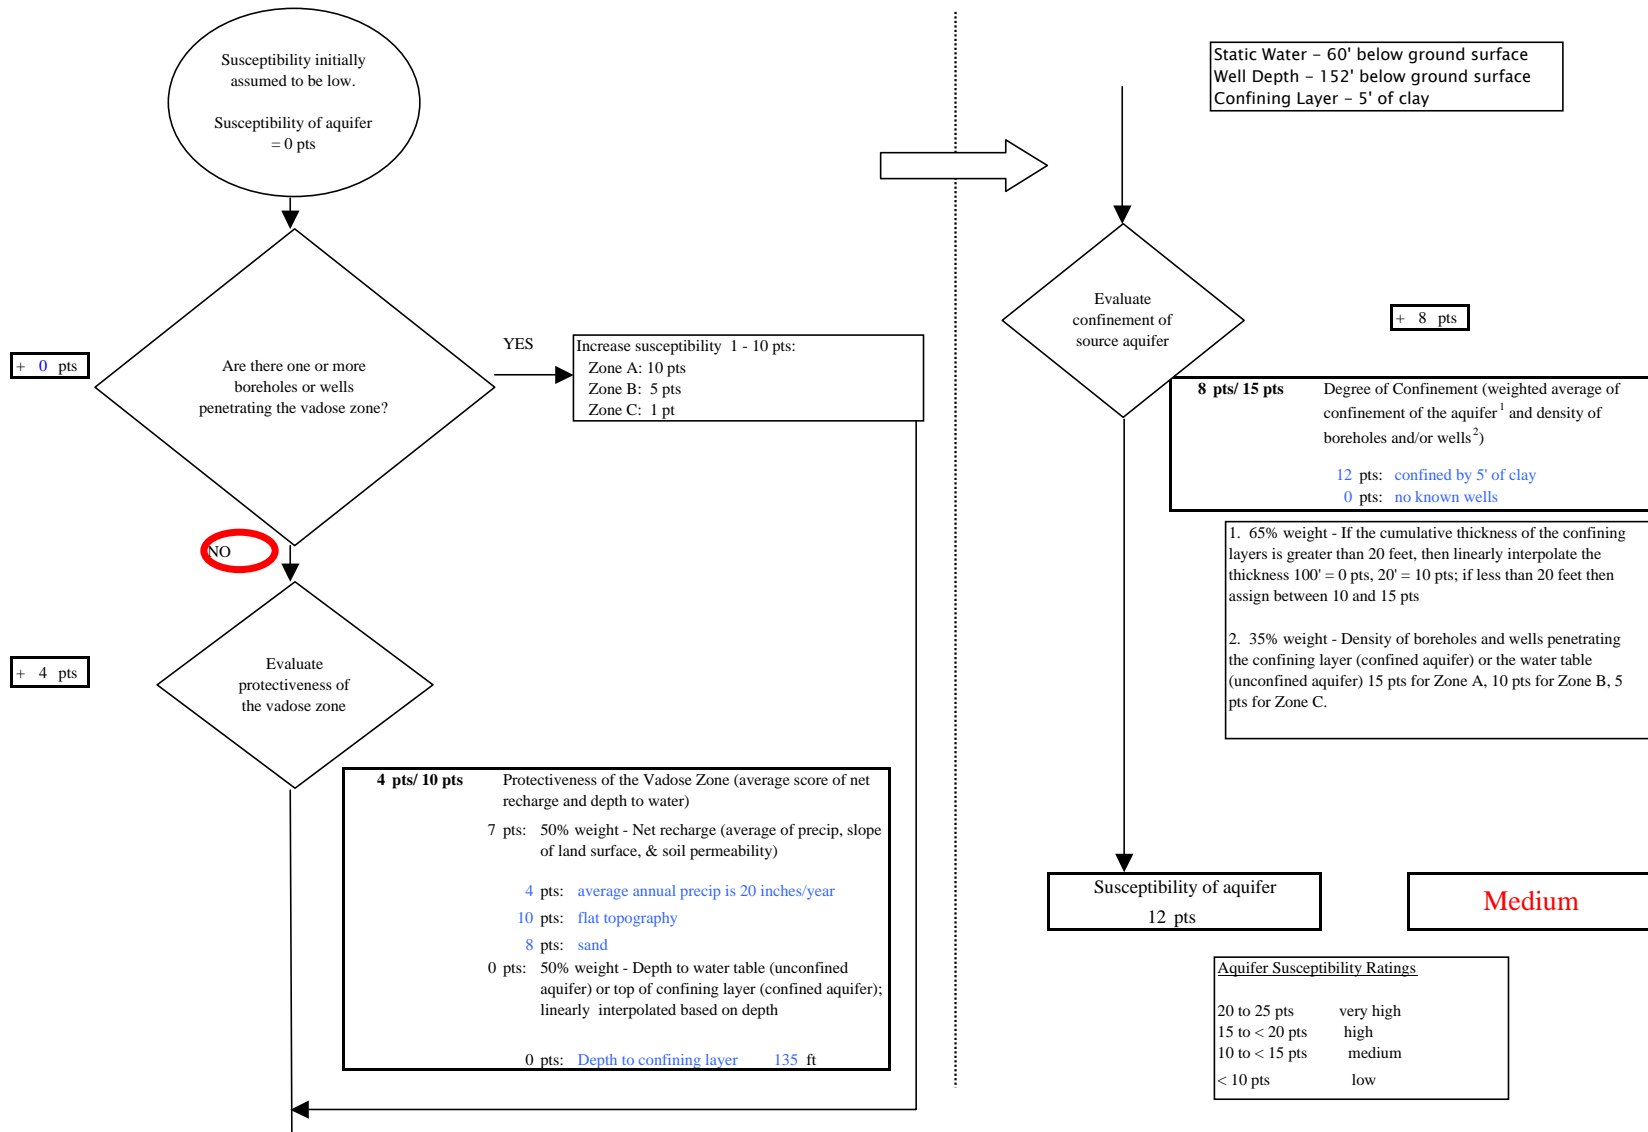 Susceptibility initially
assumed to be low.
Susceptibility of aquifer
= 0 pts
+ 0 pts
Are there one or more
boreholes or wells
penetrating the vadose zone?
YES
Increase susceptibility 1 - 10 pts:
Zone A: 10 pts
Zone B: 5 pts
Zone C: 1 pt
NO
+ 4 pts
Evaluate
protectiveness of
the vadose zone
4 pts/ 10 pts Protectiveness of the Vadose Zone (average score of net
recharge and depth to water)
7 pts: 50% weight - Net recharge (average of precip, slope
of land surface, & soil permeability)
4 pts: average annual precip is 20 inches/year
10 pts: flat topography
8 pts: sand
0 pts: 50% weight - Depth to water table (unconfined
aquifer) or top of confining layer (confined aquifer);
linearly interpolated based on depth
0 pts: Depth to confining layer 135 ft
Static Water – 60' below ground surface
Well Depth – 152' below ground surface
Confining Layer – 5' of clay
Evaluate
confinement of
source aquifer
+ 8 pts
8 pts/ 15 pts Degree of Confinement (weighted average of
confinement of the aquifer1 and density of
boreholes and/or wells2)
12 pts: confined by 5' of clay
0 pts: no known wells
1. 65% weight - If the cumulative thickness of the confining
layers is greater than 20 feet, then linearly interpolate the
thickness 100' = 0 pts, 20' = 10 pts; if less than 20 feet then
assign between 10 and 15 pts
2. 35% weight - Density of boreholes and wells penetrating
the confining layer (confined aquifer) or the water table
(unconfined aquifer) 15 pts for Zone A, 10 pts for Zone B, 5
pts for Zone C.
Susceptibility of aquifer
12 pts
Medium
Aquifer Susceptibility Ratings
20 to 25 pts very high
15 to < 20 pts high
10 to < 15 pts medium
< 10 pts low